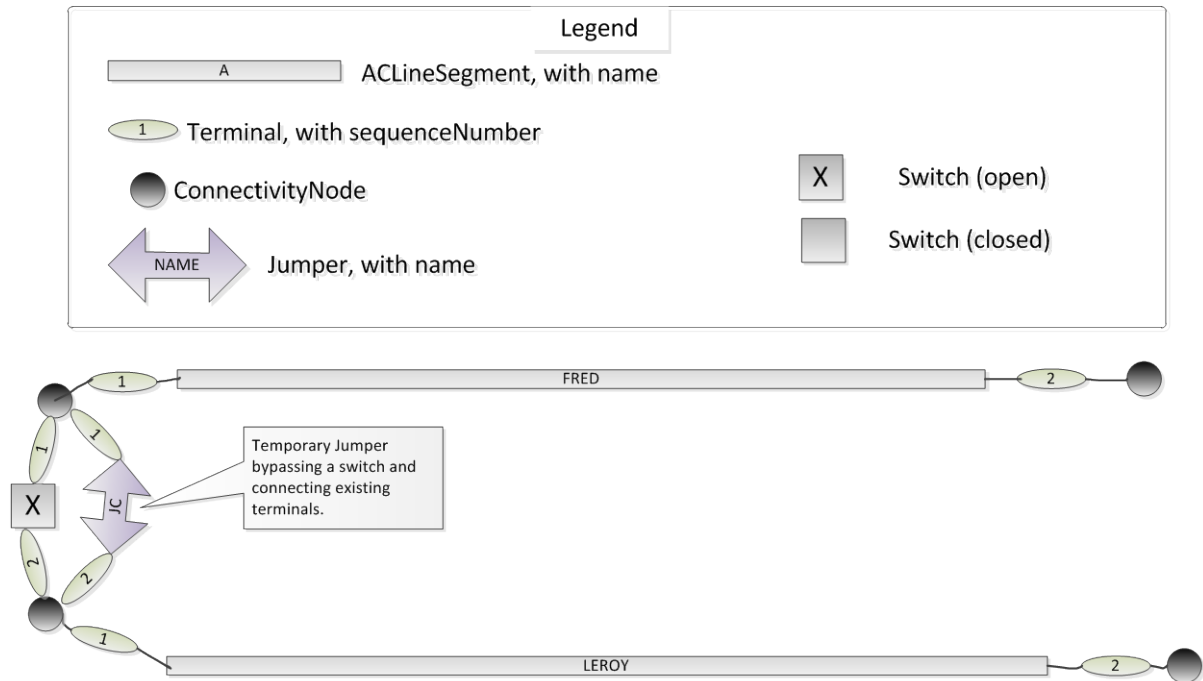 Legend
A
ACLineSegment, with name
1
Terminal, with sequenceNumber
ConnectivityNode
NAME
Jumper, with name
X
Switch (open)
Switch (closed)
1
FRED
2
1
1
Temporary Jumper
bypassing a switch and
connecting existing
terminals.
X
JC
2
2
1
LEROY
2